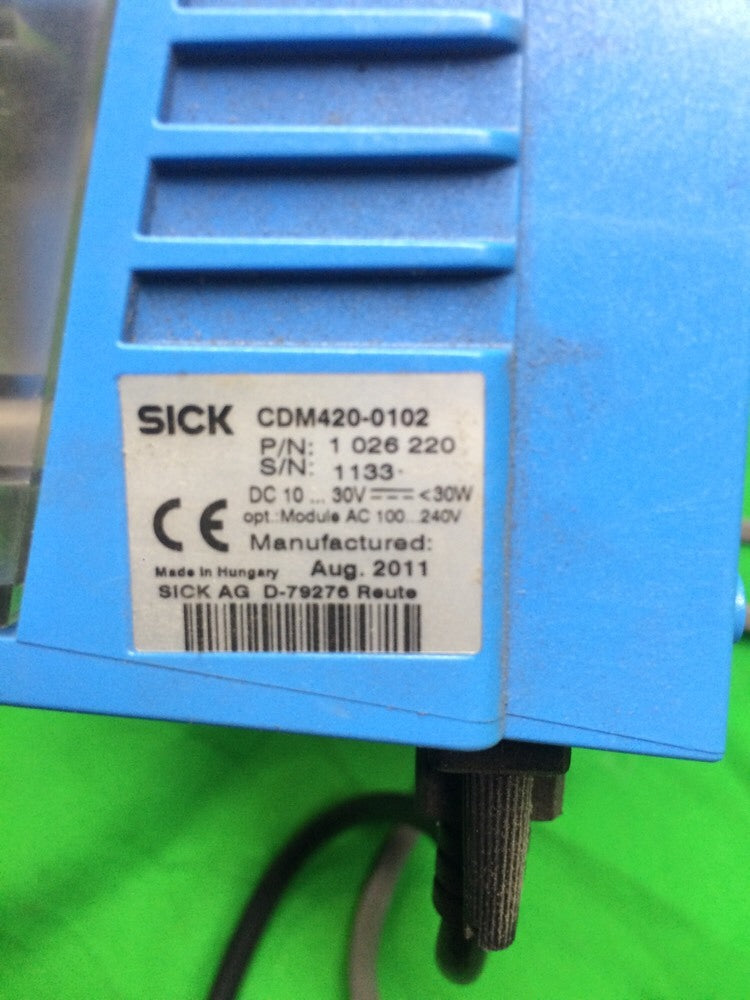 SICK CDM420-0102
P/N: 1 026 220
S/N: 1133
DC 10 ... 30V <30W
opt.:Module AC 100...240V
CE Manufactured:
Made in Hungary Aug. 2011
SICK AG D-79276 Reute